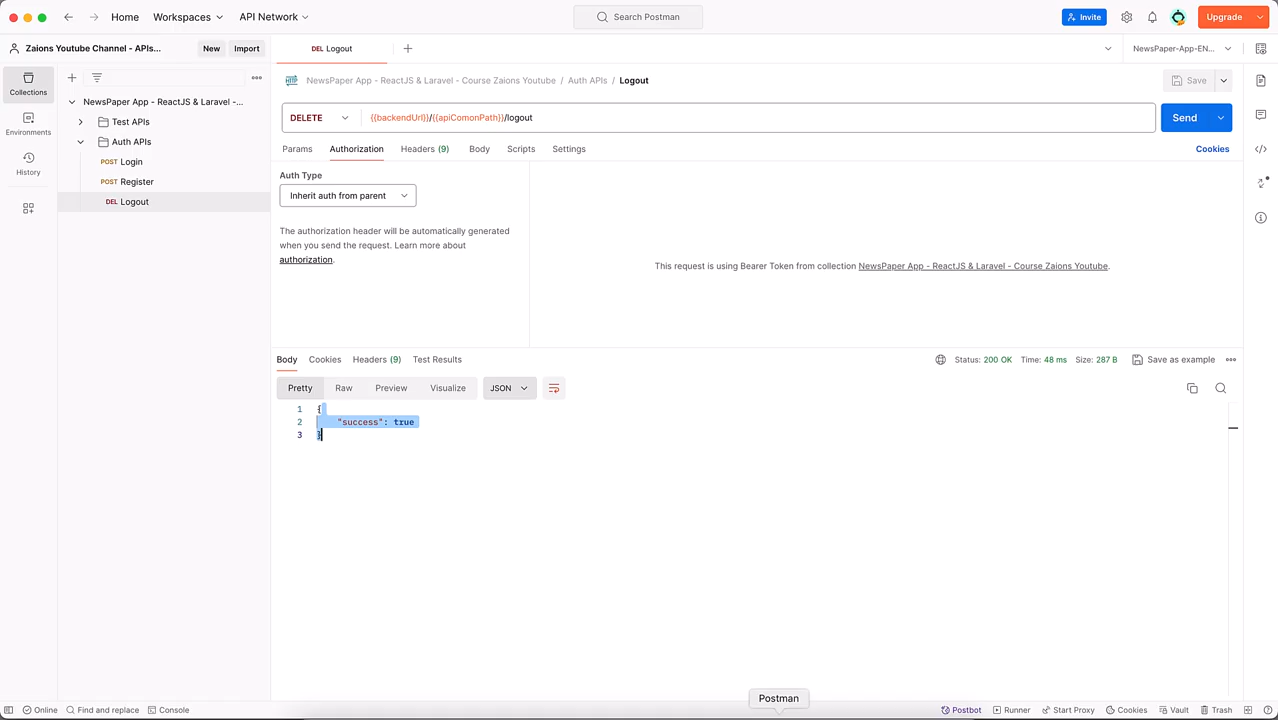 Home Workspaces API Network Search Postman Invite Upgrade
Zaions Youtube Channel - APIs... New Import DEL Logout NewsPaper-App-EN...
Collections
Environments
History
NewsPaper App - ReactJS & Laravel -...
Test APIs
Auth APIs
POST Login
POST Register
DEL Logout
NewsPaper App - ReactJS & Laravel - Course Zaions Youtube / Auth APIs / Logout Save
DELETE {{backendUrl}}/{{apiComonPath}}/logout Send
Params Authorization Headers (9) Body Scripts Settings Cookies
Auth Type
Inherit auth from parent
The authorization header will be automatically generated
when you send the request. Learn more about
authorization.
This request is using Bearer Token from collection NewsPaper App - ReactJS & Laravel - Course Zaions Youtube.
Body Cookies Headers (9) Test Results Status: 200 OK Time: 48 ms Size: 287 B Save as example
Pretty Raw Preview Visualize JSON
1 {
2 "success": true
3 }
Postman
Online Find and replace Console Postbot Runner Start Proxy Cookies Vault Trash